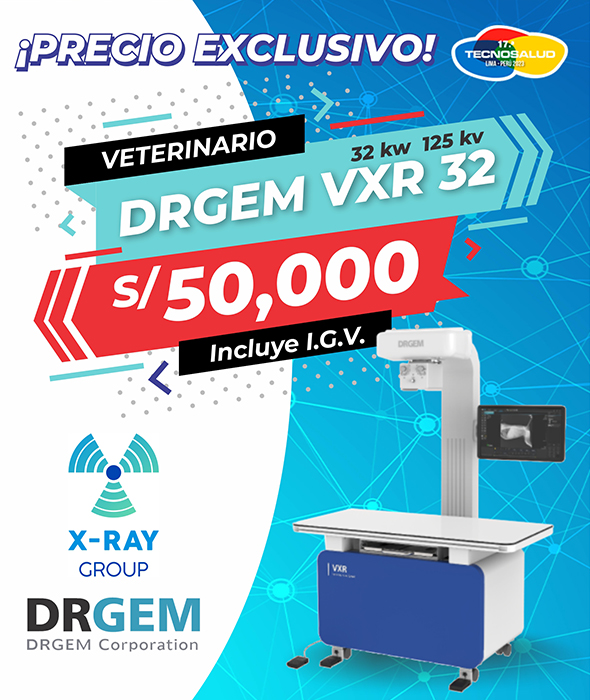 ¡PRECIO EXCLUSIVO!
17.
TECNOSALUD
LIMA - PERÚ 2023
VETERINARIO
32 kw 125 kv
DRGEM VXR 32
S/50,000
Incluye I.G.V.
DRGEM
X-RAY
GROUP
VXR
DRGEM
DRGEM Corporation